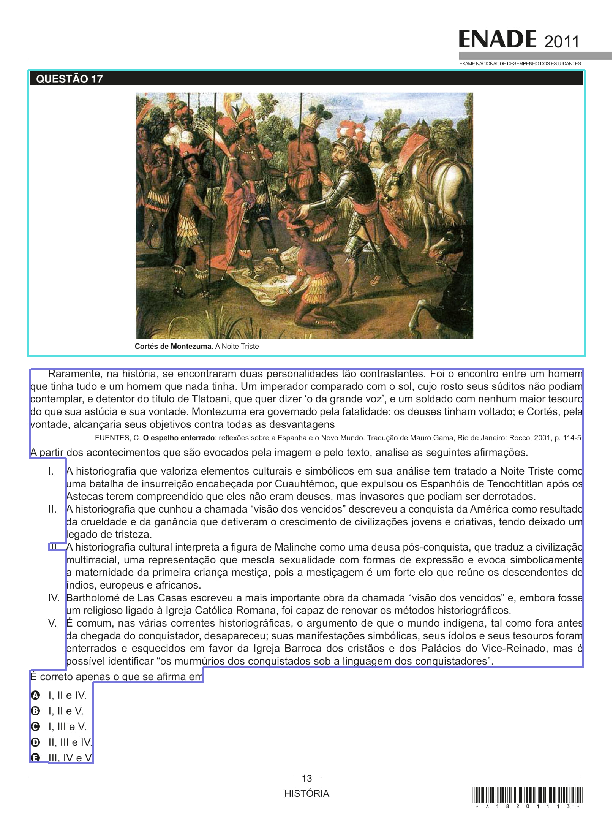 ENADE 2011
EXAME NACIONAL DE DESEMPENHO DOS ESTUDANTES
QUESTÃO 17
Cortés de Montezuma. A Noite Triste
Raramente, na história, se encontraram duas personalidades tão contrastantes. Foi o encontro entre um homem
que tinha tudo e um homem que nada tinha. Um imperador comparado com o sol, cujo rosto seus súditos não podiam
contemplar, e detentor do título de Tlatoani, que quer dizer 'o da grande voz', e um soldado com nenhum maior tesouro
do que sua astúcia e sua vontade. Montezuma era governado pela fatalidade: os deuses tinham voltado; e Cortés, pela
vontade, alcançaria seus objetivos contra todas as desvantagens
FUENTES, C. O espelho enterrado: reflexões sobre a Espanha e o Novo Mundo. Tradução de Mauro Gama, Rio de Janeiro: Rocco. 2001, p. 114-5
A partir dos acontecimentos que são evocados pela imagem e pelo texto, analise as seguintes afirmações.
I. A historiografia que valoriza elementos culturais e simbólicos em sua análise tem tratado a Noite Triste como
uma batalha de insurreição encabeçada por Cuauhtémoc, que expulsou os Espanhóis de Tenochtitlan após os
Astecas terem compreendido que eles não eram deuses, mas invasores que podiam ser derrotados.
II. A historiografia que cunhou a chamada "visão dos vencidos" descreveu a conquista da América como resultado
da crueldade e da ganância que detiveram o crescimento de civilizações jovens e criativas, tendo deixado um
legado de tristeza.
III. A historiografia cultural interpreta a figura de Malinche como uma deusa pós-conquista, que traduz a civilização
multirracial, uma representação que mescla sexualidade com formas de expressão e evoca simbolicamente
a maternidade da primeira criança mestiça, pois a mestiçagem é um forte elo que reúne os descendentes de
índios, europeus e africanos.
IV. Bartholomé de Las Casas escreveu a mais importante obra da chamada "visão dos vencidos" e, embora fosse
um religioso ligado à Igreja Católica Romana, foi capaz de renovar os métodos historiográficos.
V. É comum, nas várias correntes historiográficas, o argumento de que o mundo indígena, tal como fora antes
da chegada do conquistador, desapareceu; suas manifestações simbólicas, seus ídolos e seus tesouros foram
enterrados e esquecidos em favor da Igreja Barroca dos cristãos e dos Palácios do Vice-Reinado, mas é
possível identificar "os murmúrios dos conquistados sob a linguagem dos conquistadores".
É correto apenas o que se afirma em
A I, II e IV.
B I, II e V.
C I, III e V.
D II, III e IV.
E III, IV e V
13
HISTÓRIA